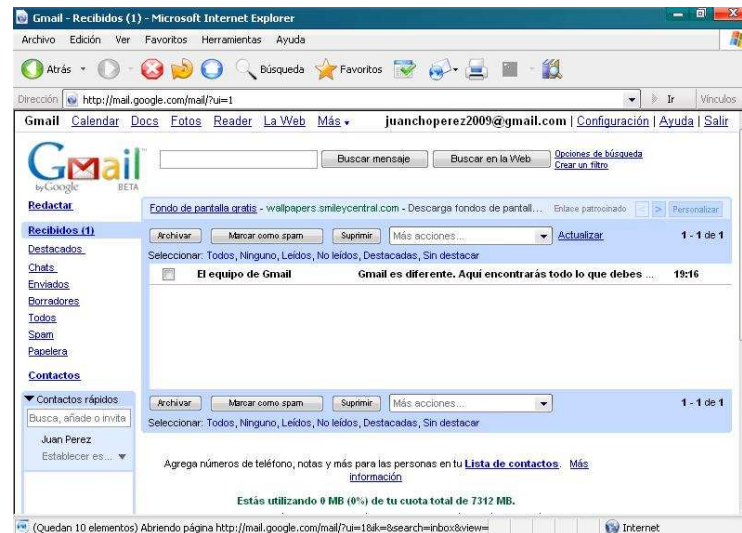 Gmail - Recibidos (1) - Microsoft Internet Explorer
Archivo Edición Ver Favoritos Herramientas Ayuda
Atrás Búsqueda Favoritos
Dirección http://mail.google.com/mail/?ui=1 Ir Vínculos
Gmail Calendar Docs Fotos Reader La Web Más juanchoperez2009@gmail.com | Configuración | Ayuda | Salir
Gmail
by Google BETA
Buscar mensaje Buscar en la Web Opciones de búsqueda
Crear un filtro
Redactar
Fondo de pantalla gratis - wallpapers.smileycentral.com - Descarga fondos de pantall... Enlace patrocinado < > Personalizar
Recibidos (1)
Destacados
Chats
Enviados
Borradores
Todos
Spam
Papelera
Contactos
Archivar Marcar como spam Suprimir Más acciones... Actualizar 1 - 1 de 1
Seleccionar: Todos, Ninguno, Leídos, No leídos, Destacadas, Sin destacar
El equipo de Gmail Gmail es diferente. Aquí encontrarás todo lo que debes ... 19:16
Contactos rápidos
Busca, añade o invita
Juan Perez
Establecer es...
Archivar Marcar como spam Suprimir Más acciones... 1 - 1 de 1
Seleccionar: Todos, Ninguno, Leídos, No leídos, Destacadas, Sin destacar
Agrega números de teléfono, notas y más para las personas en tu Lista de contactos. Más
información
Estás utilizando 0 MB (0%) de tu cuota total de 7312 MB.
(Quedan 10 elementos) Abriendo página http://mail.google.com/mail/?ui=1&ik=&search=inbox&view= Internet